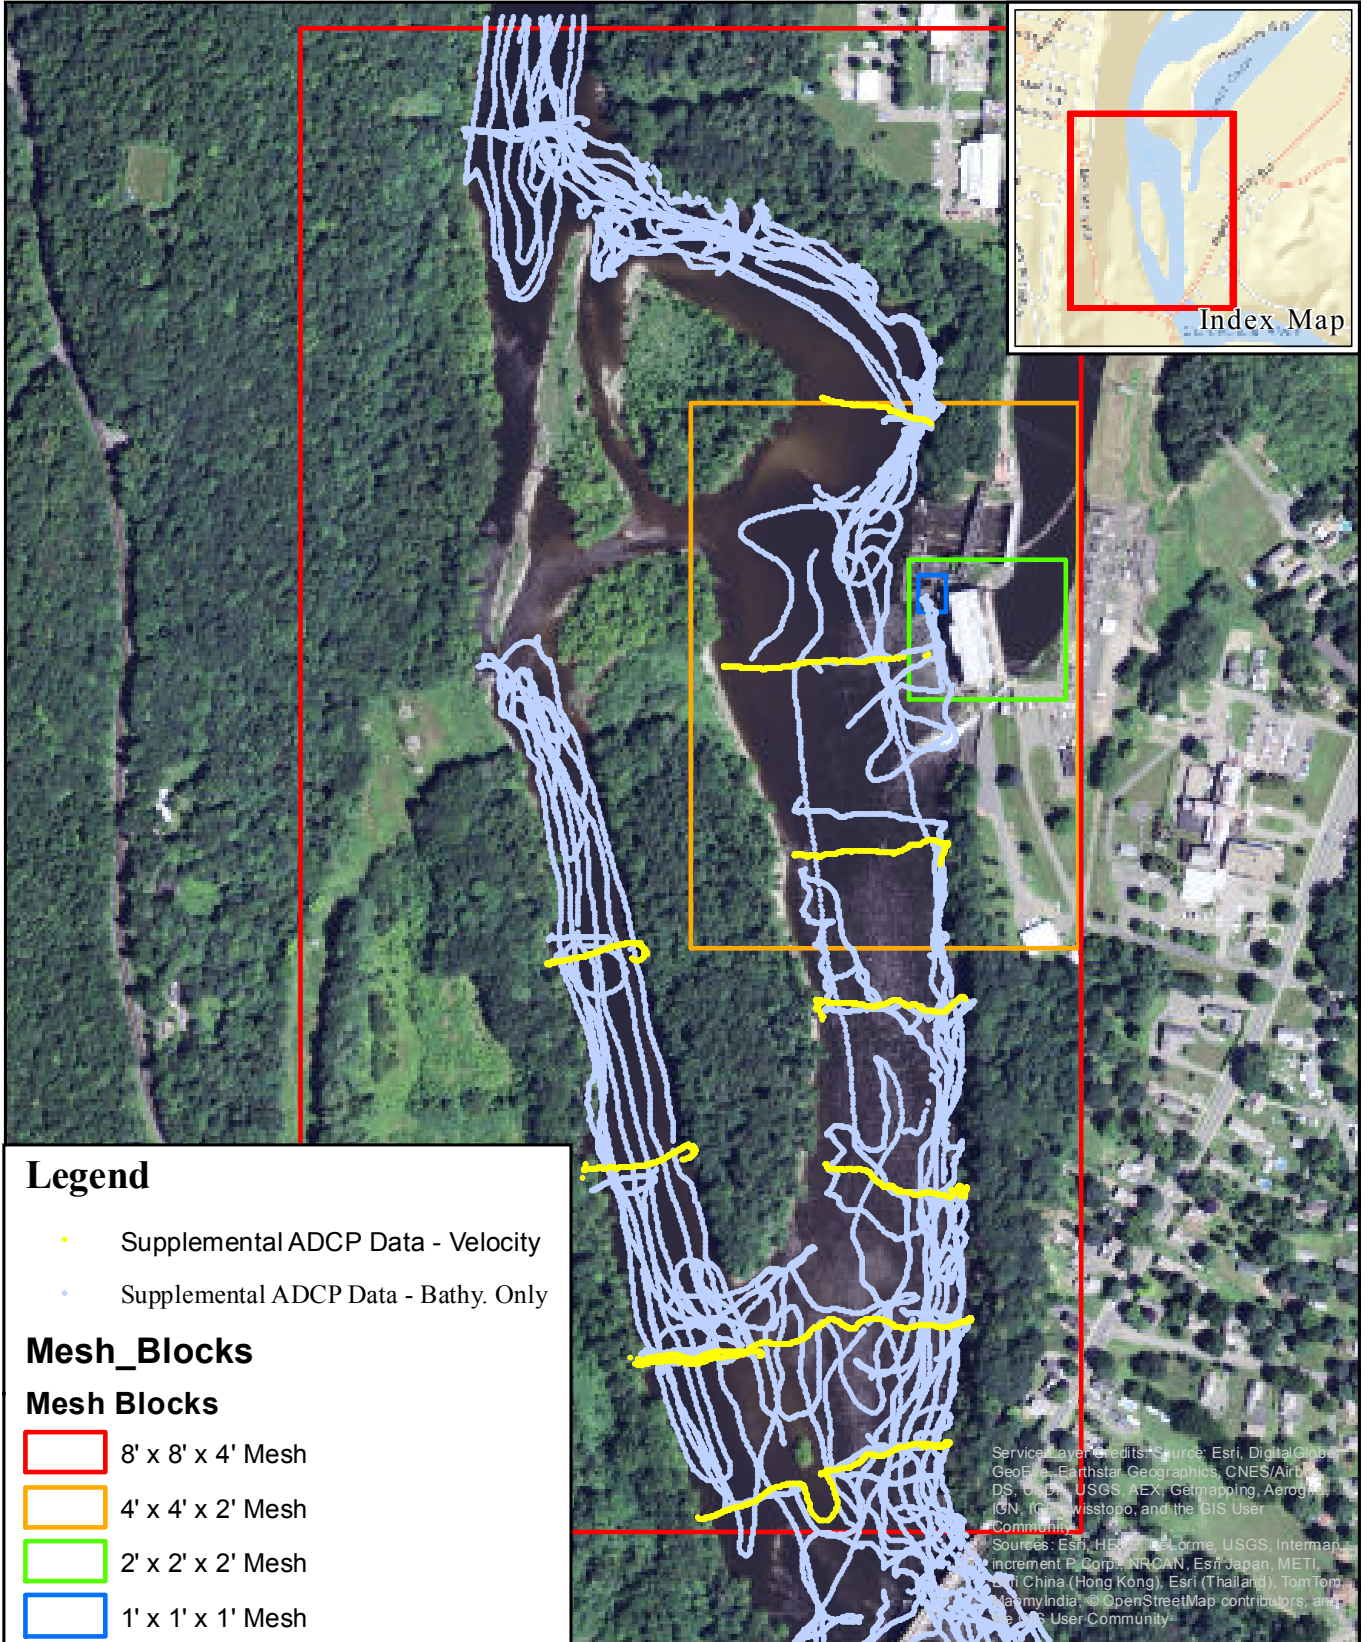 Index Map
Legend
Supplemental ADCP Data - Velocity
Supplemental ADCP Data - Bathy. Only
Mesh_Blocks
Mesh Blocks
8' x 8' x 4' Mesh
4' x 4' x 2' Mesh
2' x 2' x 2' Mesh
1' x 1' x 1' Mesh
Service Layer Credits: Source: Esri, DigitalGlobe,
GeoEye, Earthstar Geographics, CNES/Airbus
DS, USDA, USGS, AEX, Getmapping, Aerogrid,
IGN, IGP, swisstopo, and the GIS User
Community
Sources: Esri, HERE, DeLorme, USGS, Intermap,
increment P Corp., NRCAN, Esri Japan, METI,
Esri China (Hong Kong), Esri (Thailand), TomTom,
MapmyIndia, © OpenStreetMap contributors, and
the GIS User Community